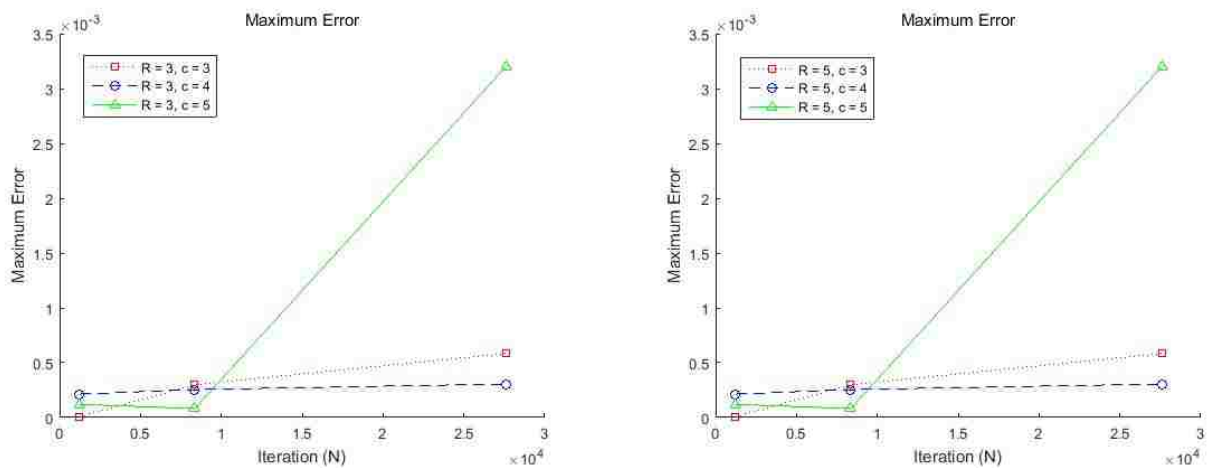 Maximum Error
×10⁻³
3.5
3
2.5
2
1.5
1
0.5
0
R = 3, c = 3
R = 3, c = 4
R = 3, c = 5
Maximum Error
0 0.5 1 1.5 2 2.5 3
Iteration (N)
×10⁴
Maximum Error
×10⁻³
3.5
3
2.5
2
1.5
1
0.5
0
R = 5, c = 3
R = 5, c = 4
R = 5, c = 5
Maximum Error
0 0.5 1 1.5 2 2.5 3
Iteration (N)
×10⁴